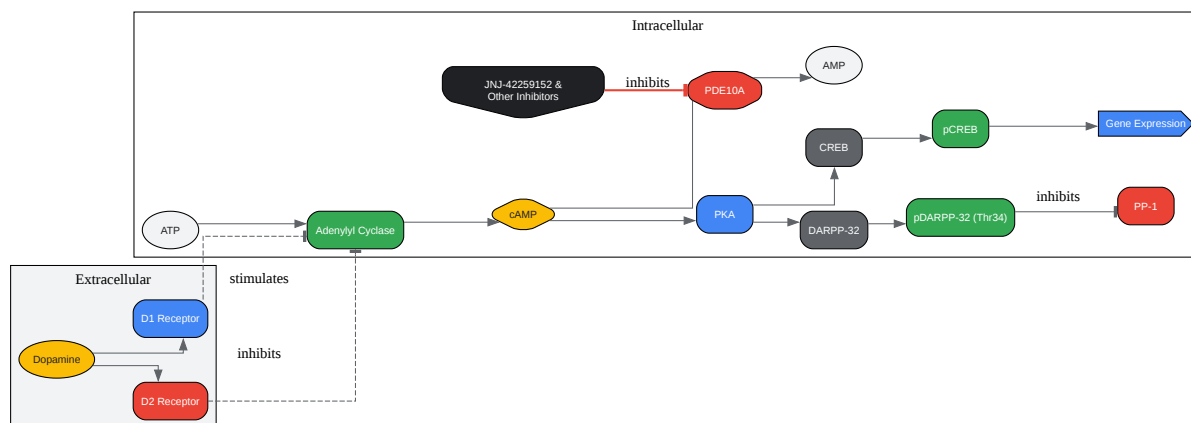 Intracellular
AMP
JNJ-42259152 &
Other Inhibitors
inhibits
PDE10A
pCREB
Gene Expression
CREB
inhibits
PP-1
ATP
Adenylyl Cyclase
cAMP
PKA
DARPP-32
pDARPP-32 (Thr34)
Extracellular
stimulates
D1 Receptor
Dopamine
inhibits
D2 Receptor